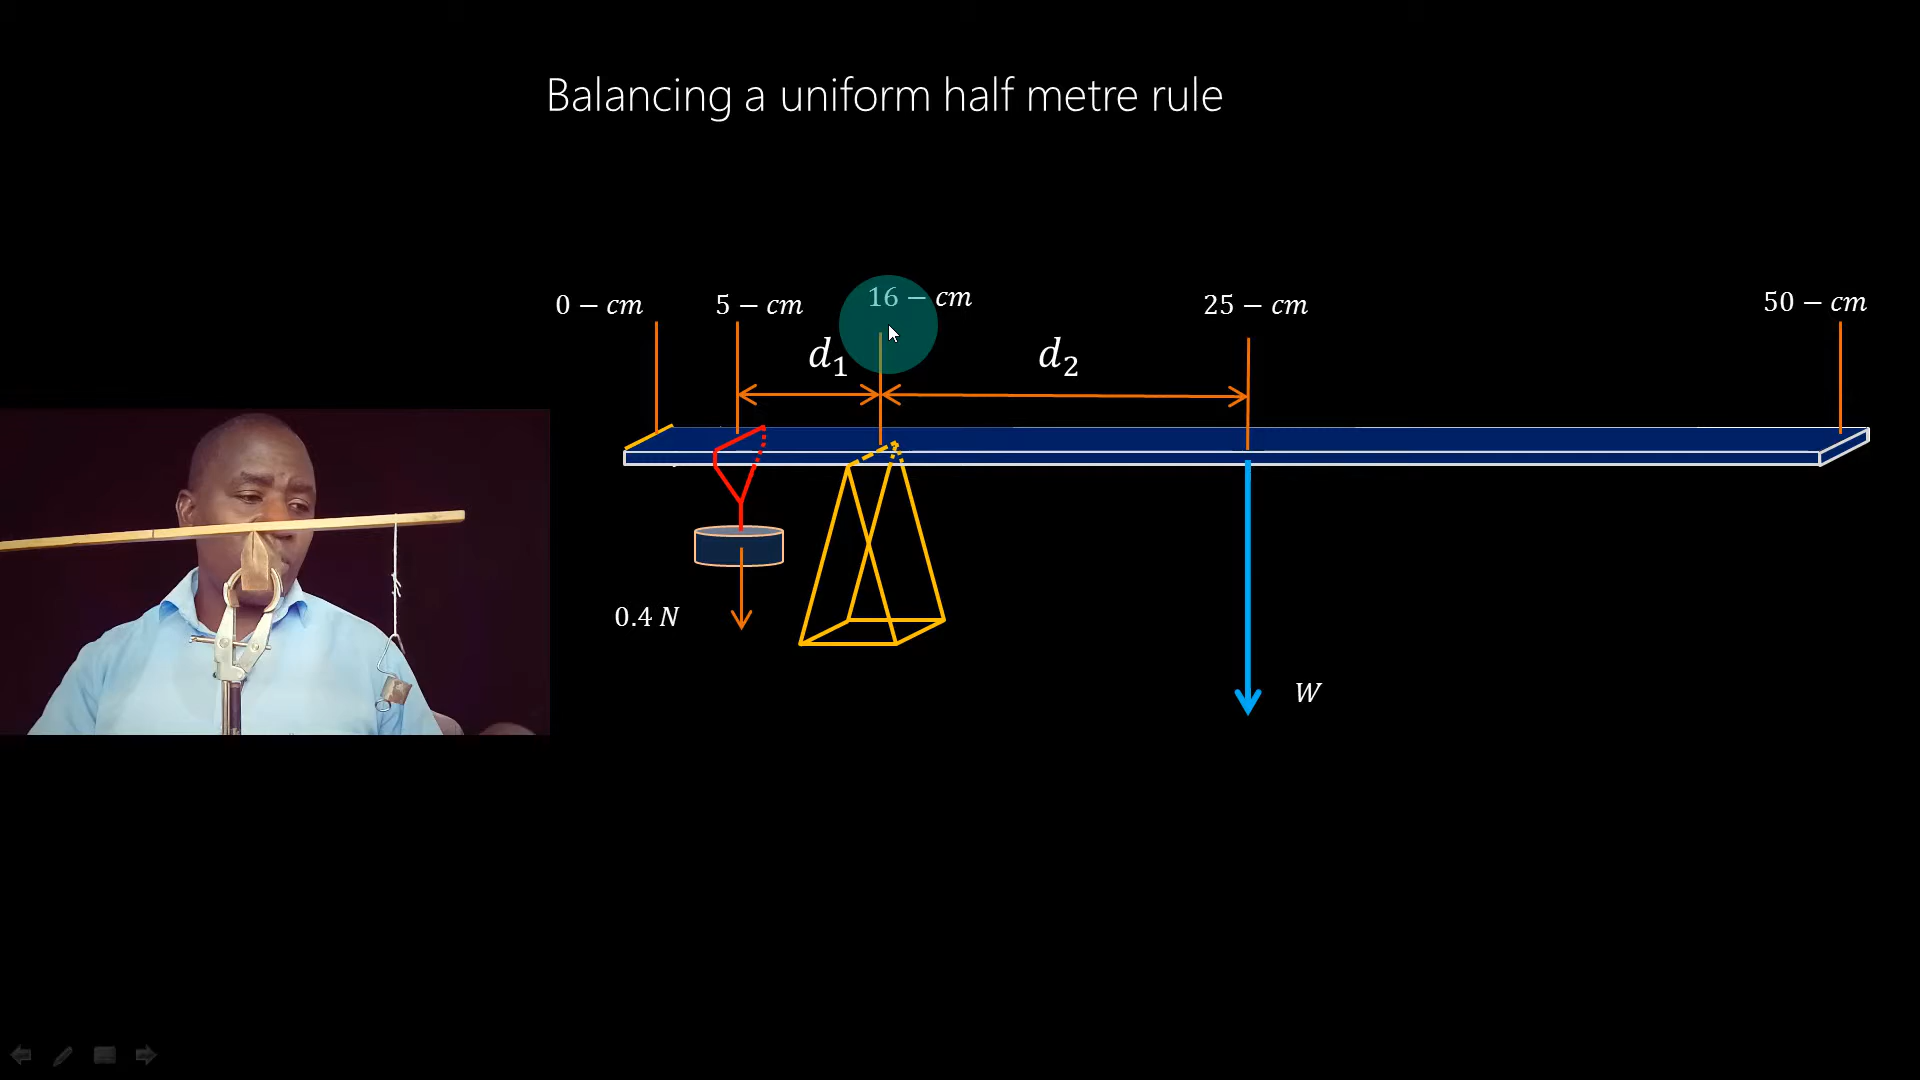 Balancing a uniform half metre rule
0 − cm
5 − cm
16 − cm
25 − cm
50 − cm
d₁
d₂
0.4 N
W